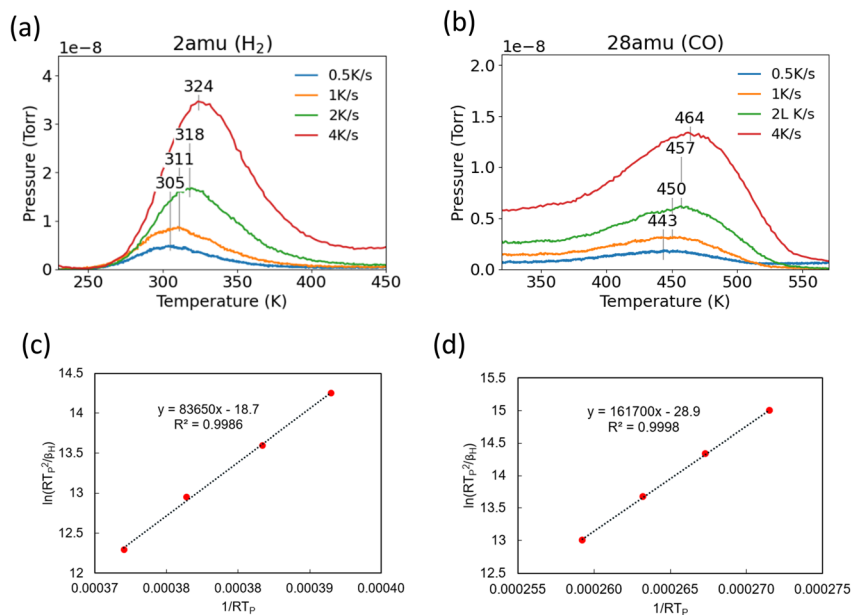 (a)
2amu (H₂)
1e−8
4
3
2
1
0
Pressure (Torr)
250
300
350
400
450
Temperature (K)
0.5K/s
1K/s
2K/s
4K/s
324
318
311
305
(b)
28amu (CO)
1e−8
2.0
1.5
1.0
0.5
0.0
Pressure (Torr)
350
400
450
500
550
Temperature (K)
0.5K/s
1K/s
2L K/s
4K/s
464
457
450
443
(c)
14.5
14
13.5
13
12.5
12
ln(RTₚ²/βH)
y = 83650x - 18.7
R² = 0.9986
0.00037
0.00038
0.00038
0.00039
0.00039
0.00040
1/RTₚ
(d)
15.5
15
14.5
14
13.5
13
12.5
ln(RTₚ²/βH)
y = 161700x - 28.9
R² = 0.9998
0.000255
0.000260
0.000265
0.000270
0.000275
1/RTₚ